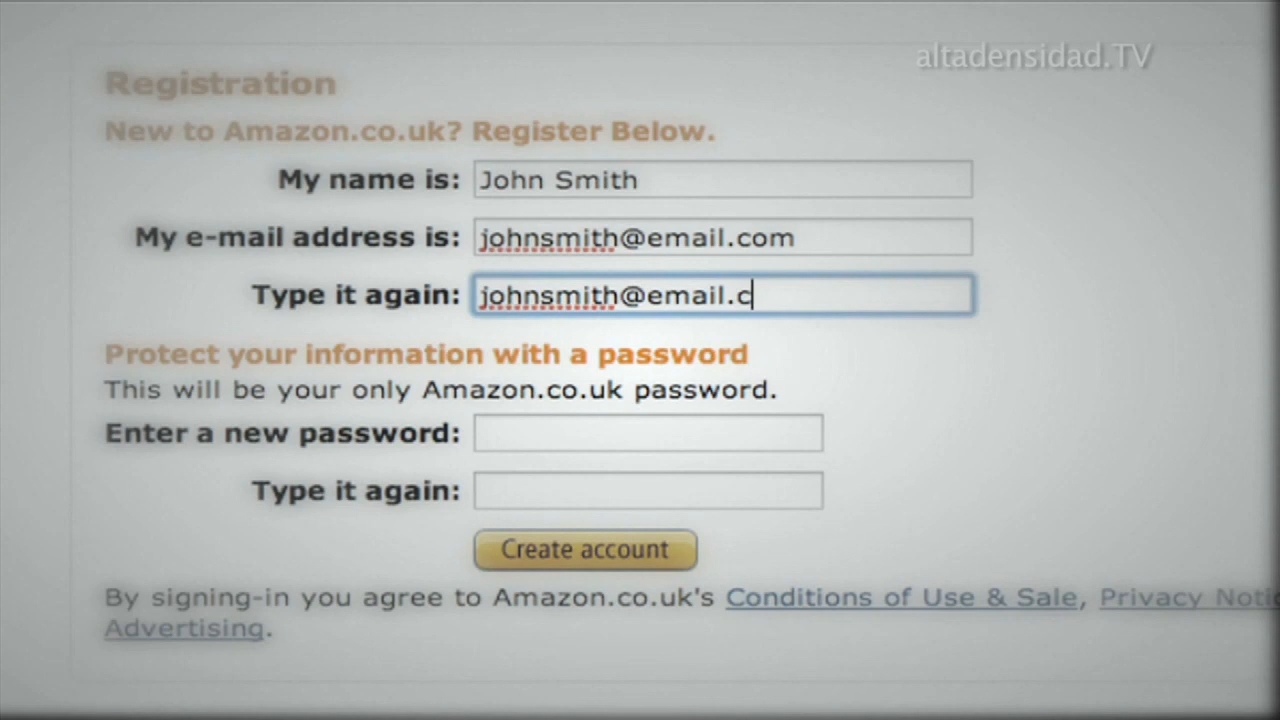 altadensidad.TV
Registration
New to Amazon.co.uk? Register Below.
My name is: John Smith
My e-mail address is: johnsmith@email.com
Type it again: johnsmith@email.c
Protect your information with a password
This will be your only Amazon.co.uk password.
Enter a new password:
Type it again:
Create account
By signing-in you agree to Amazon.co.uk's Conditions of Use & Sale, Privacy
Advertising.